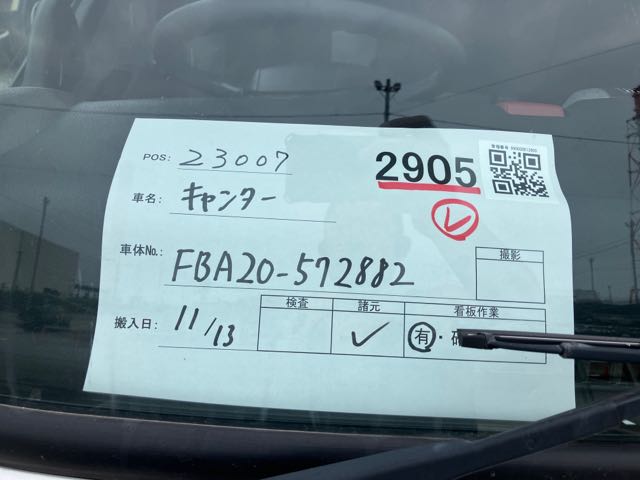 POS: 23007
2905
車名: キャンター
車体No.: FBA20-572882
撮影
搬入日: 11/13
検査 諸元 看板作業
✓ 有・